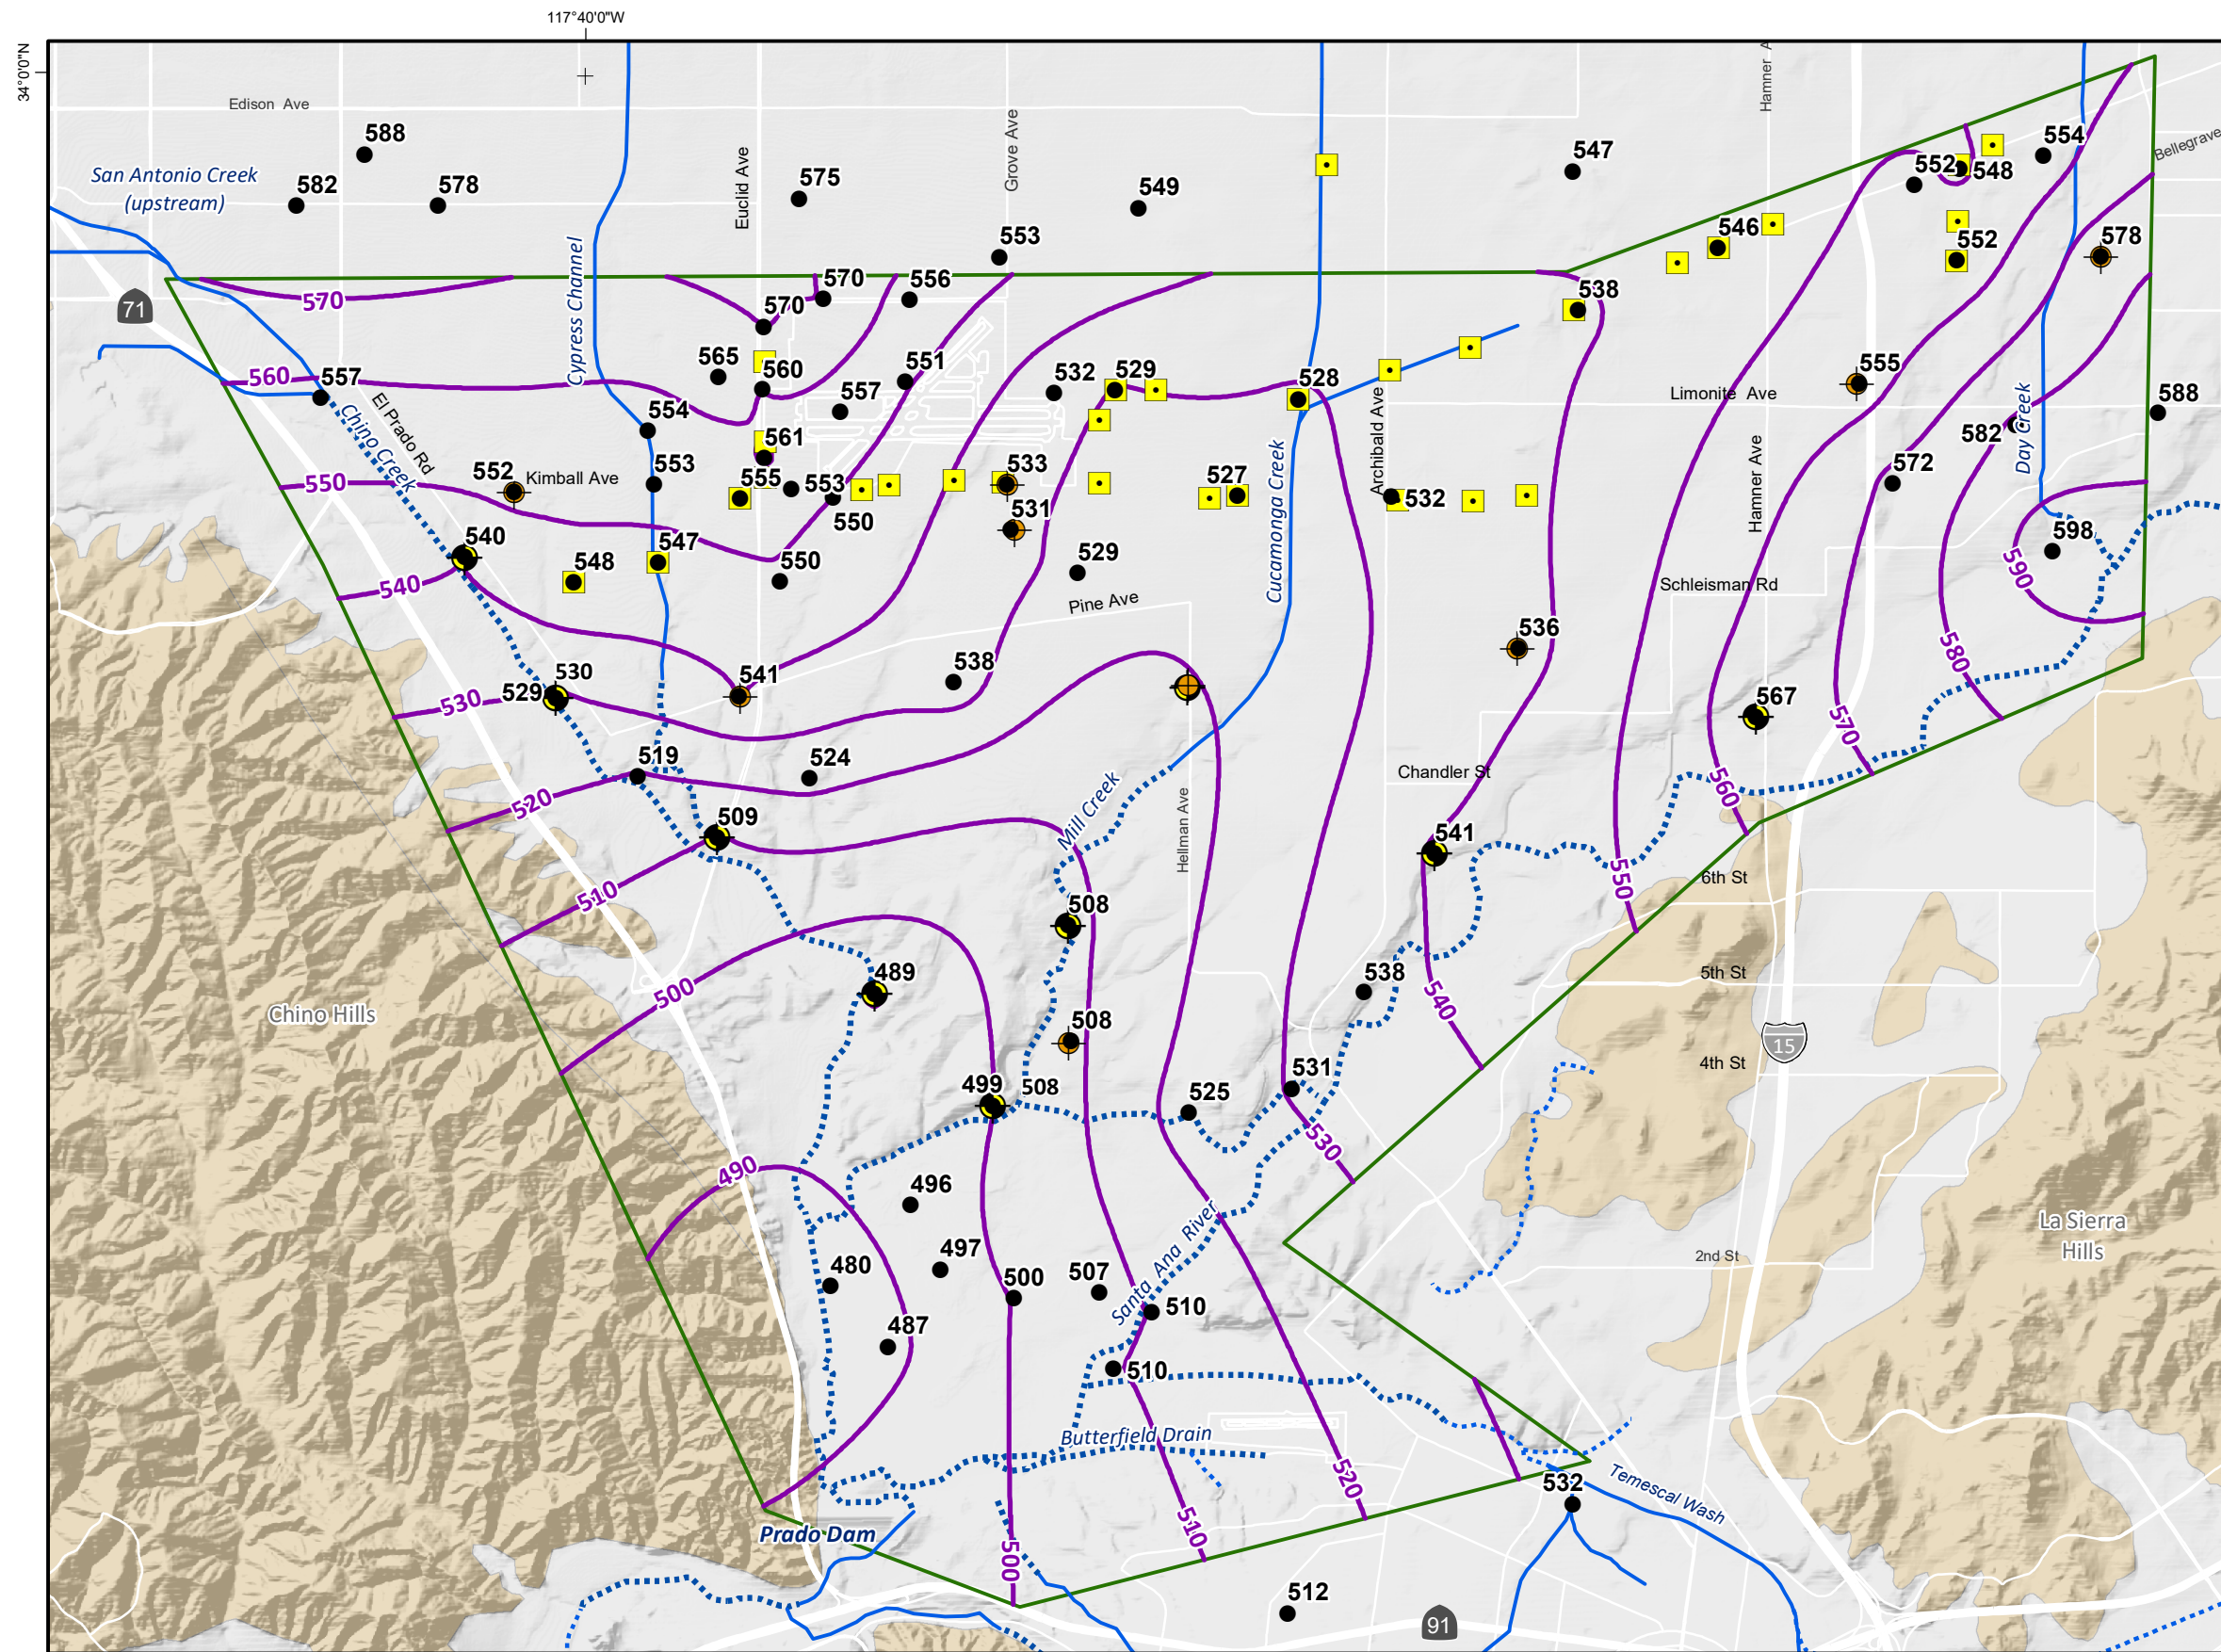 117°40'0"W
34°0'0"N
Edison Ave
Hamner A
588
554
547
552
548
Bellegrave
San Antonio Creek
(upstream)
582
578
575
549
Euclid Ave
Grove Ave
553
546
552
578
Cypress Channel
570
556
570
570
538
71
565
560
551
532
529
528
555
560
557
557
Limonite Ave
588
554
Chino Creek
El Prado Rd
561
582
Day Creek
553
Archibald Ave
Cucamonga Creek
Hamner Ave
550
552
Kimball Ave
555
553
533
527
532
572
550
531
540
547
598
548
550
529
590
540
Schleisman Rd
Pine Ave
536
530
541
538
580
529
530
567
570
519
524
Chandler St
560
520
Mill Creek
Hellman Ave
509
541
550
6th St
510
508
489
538
5th St
500
540
Chino Hills
508
15
4th St
499
508
531
525
530
490
496
Santa Ana River
La Sierra
Hills
497
2nd St
480
500
507
510
487
510
Butterfield Drain
520
532
Temescal Wash
Prado Dam
510
500
512
91